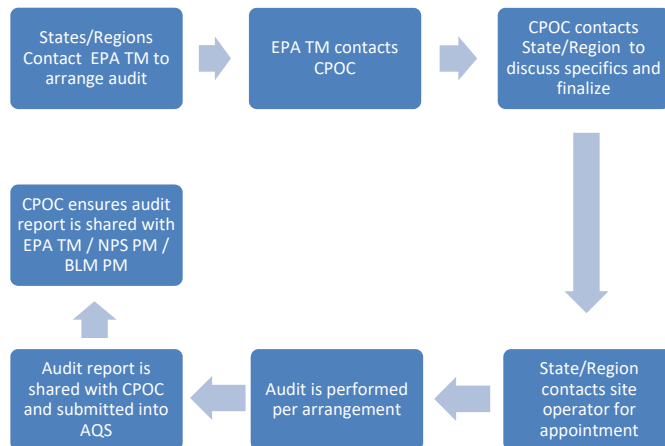 States/Regions
Contact EPA TM to
arrange audit
EPA TM contacts
CPOC
CPOC contacts
State/Region to
discuss specifics and
finalize
State/Region
contacts site
operator for
appointment
Audit is performed
per arrangement
Audit report is
shared with CPOC
and submitted into
AQS
CPOC ensures audit
report is shared with
EPA TM / NPS PM /
BLM PM